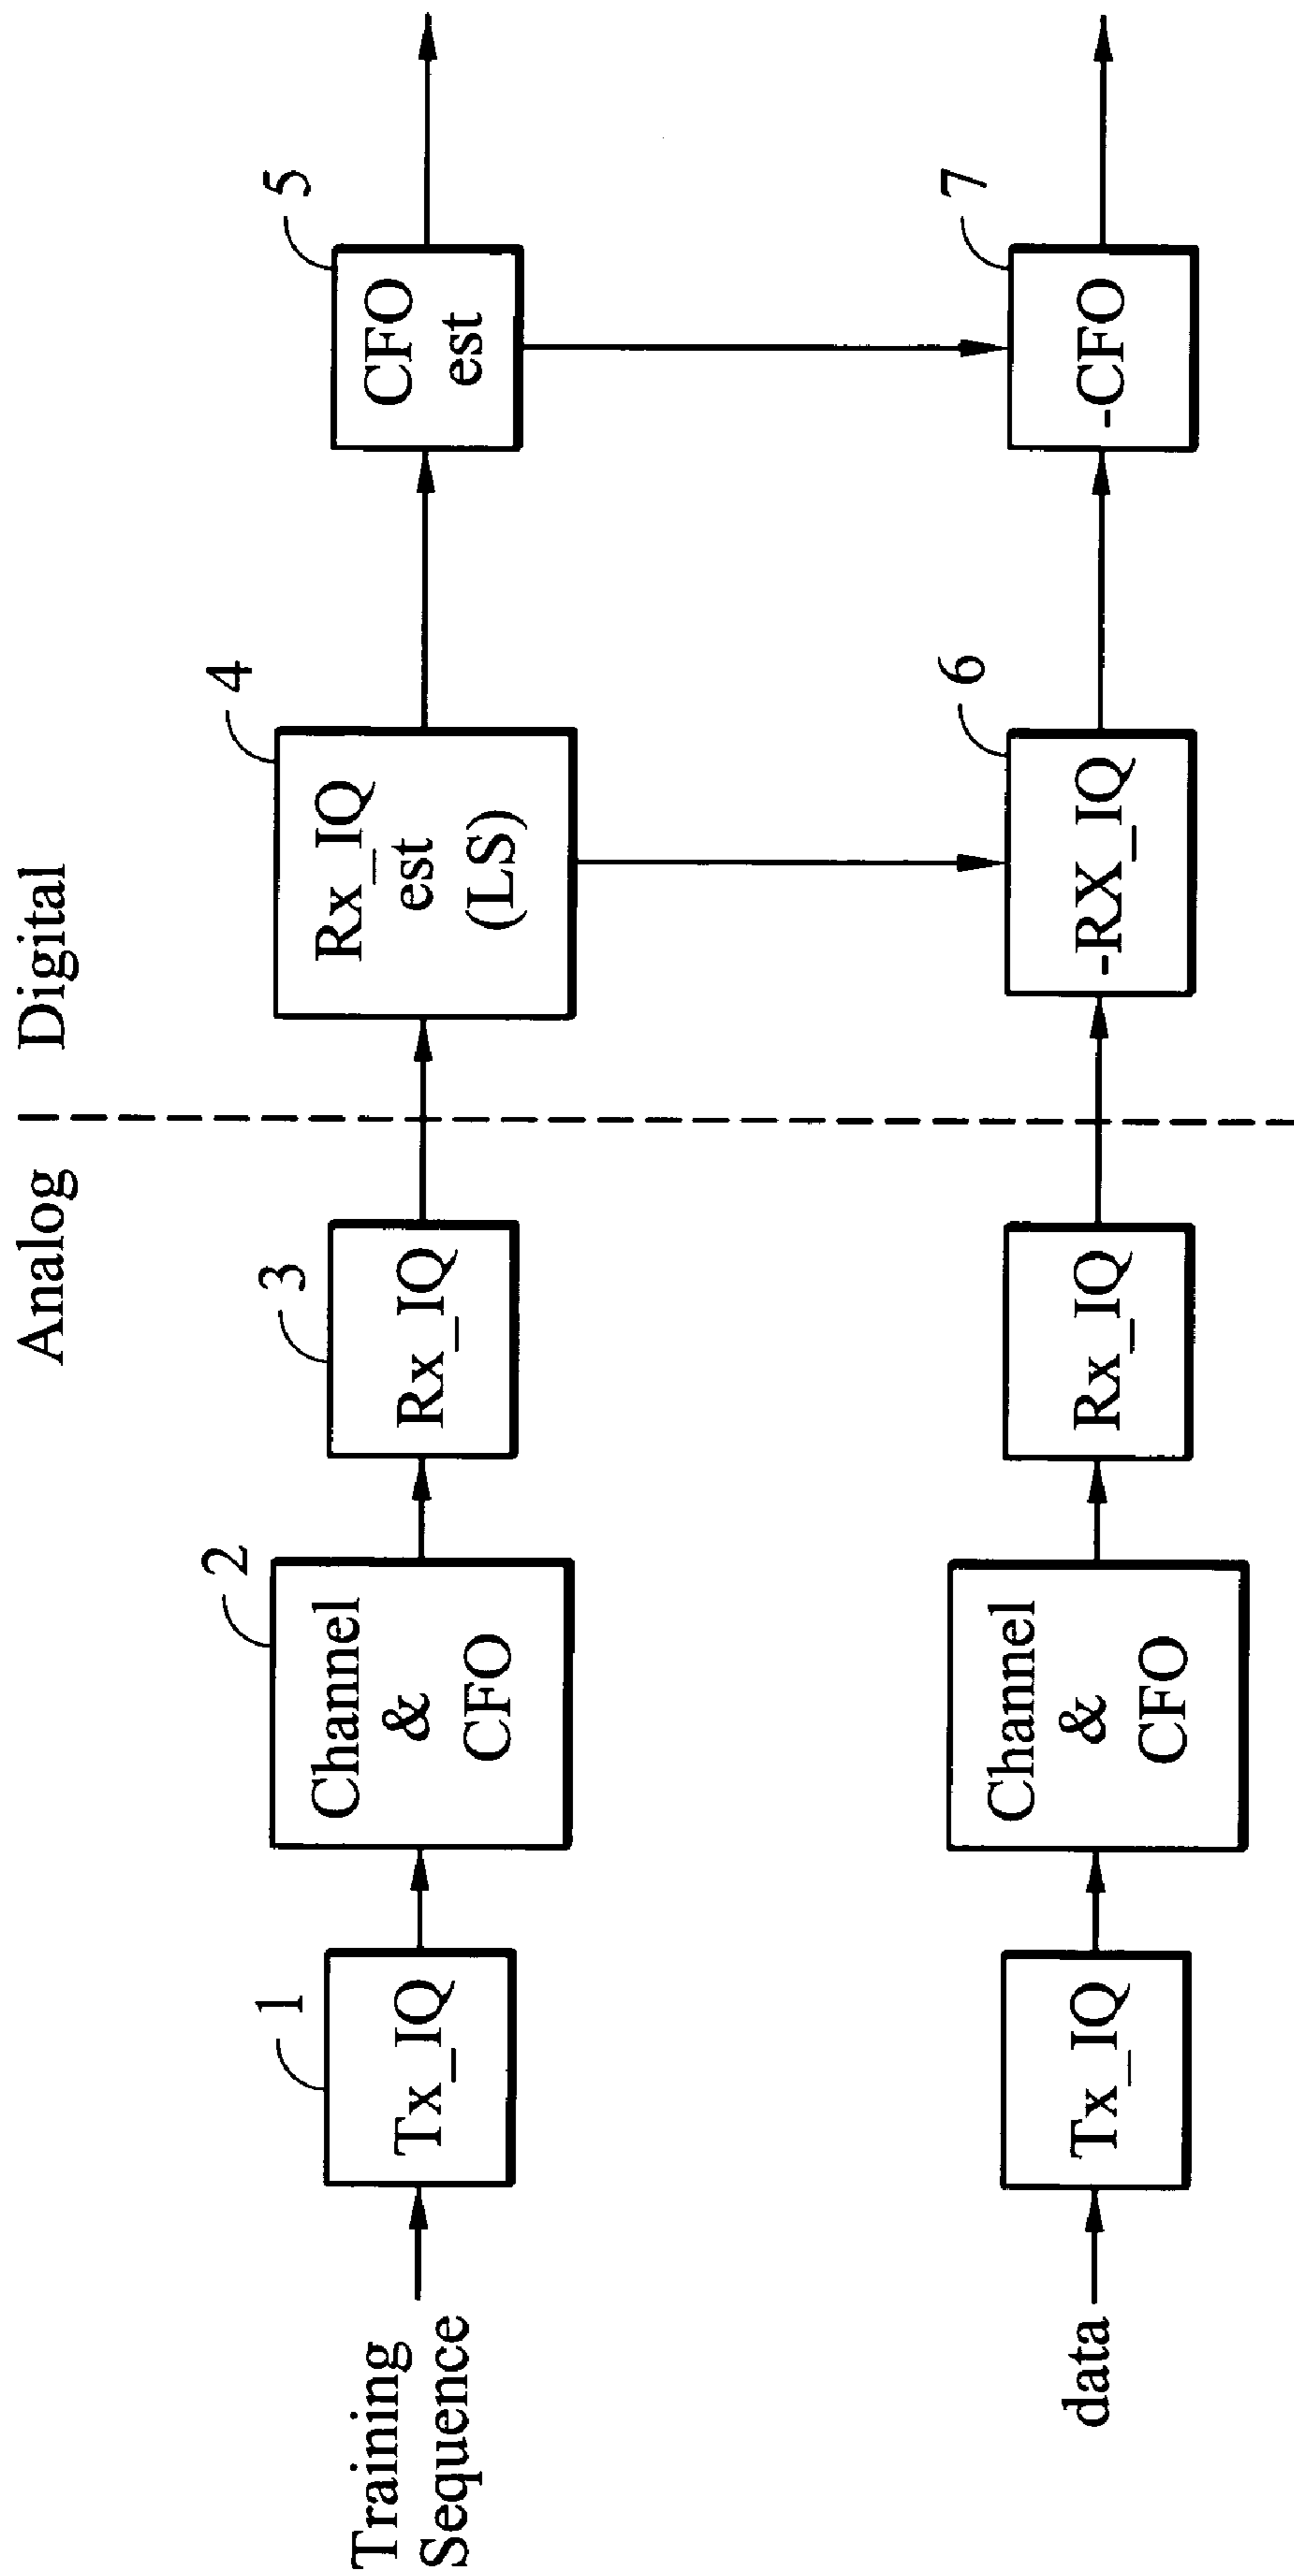 Analog
Digital
1
2
3
4
5
Training
Sequence
Tx_IQ
Channel
&
CFO
Rx_IQ
Rx_IQ
est
(LS)
CFO
est
6
7
data
Tx_IQ
Channel
&
CFO
Rx_IQ
-RX_IQ
-CFO